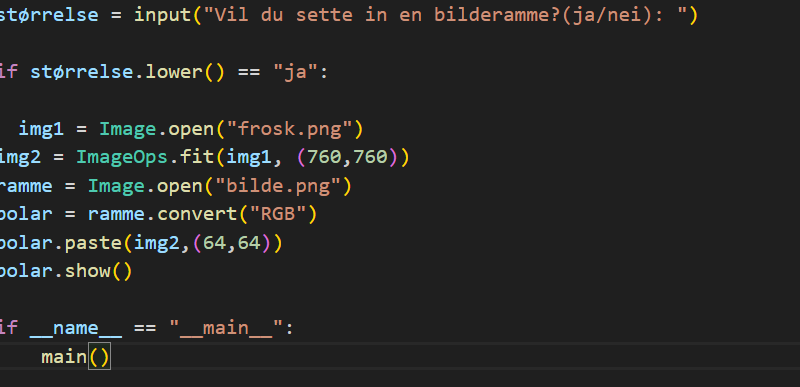 størrelse = input("Vil du sette in en bilderamme?(ja/nei): ")
if størrelse.lower() == "ja":
img1 = Image.open("frosk.png")
img2 = ImageOps.fit(img1, (760,760))
ramme = Image.open("bilde.png")
polar = ramme.convert("RGB")
polar.paste(img2,(64,64))
polar.show()
if __name__ == "__main__":
main()